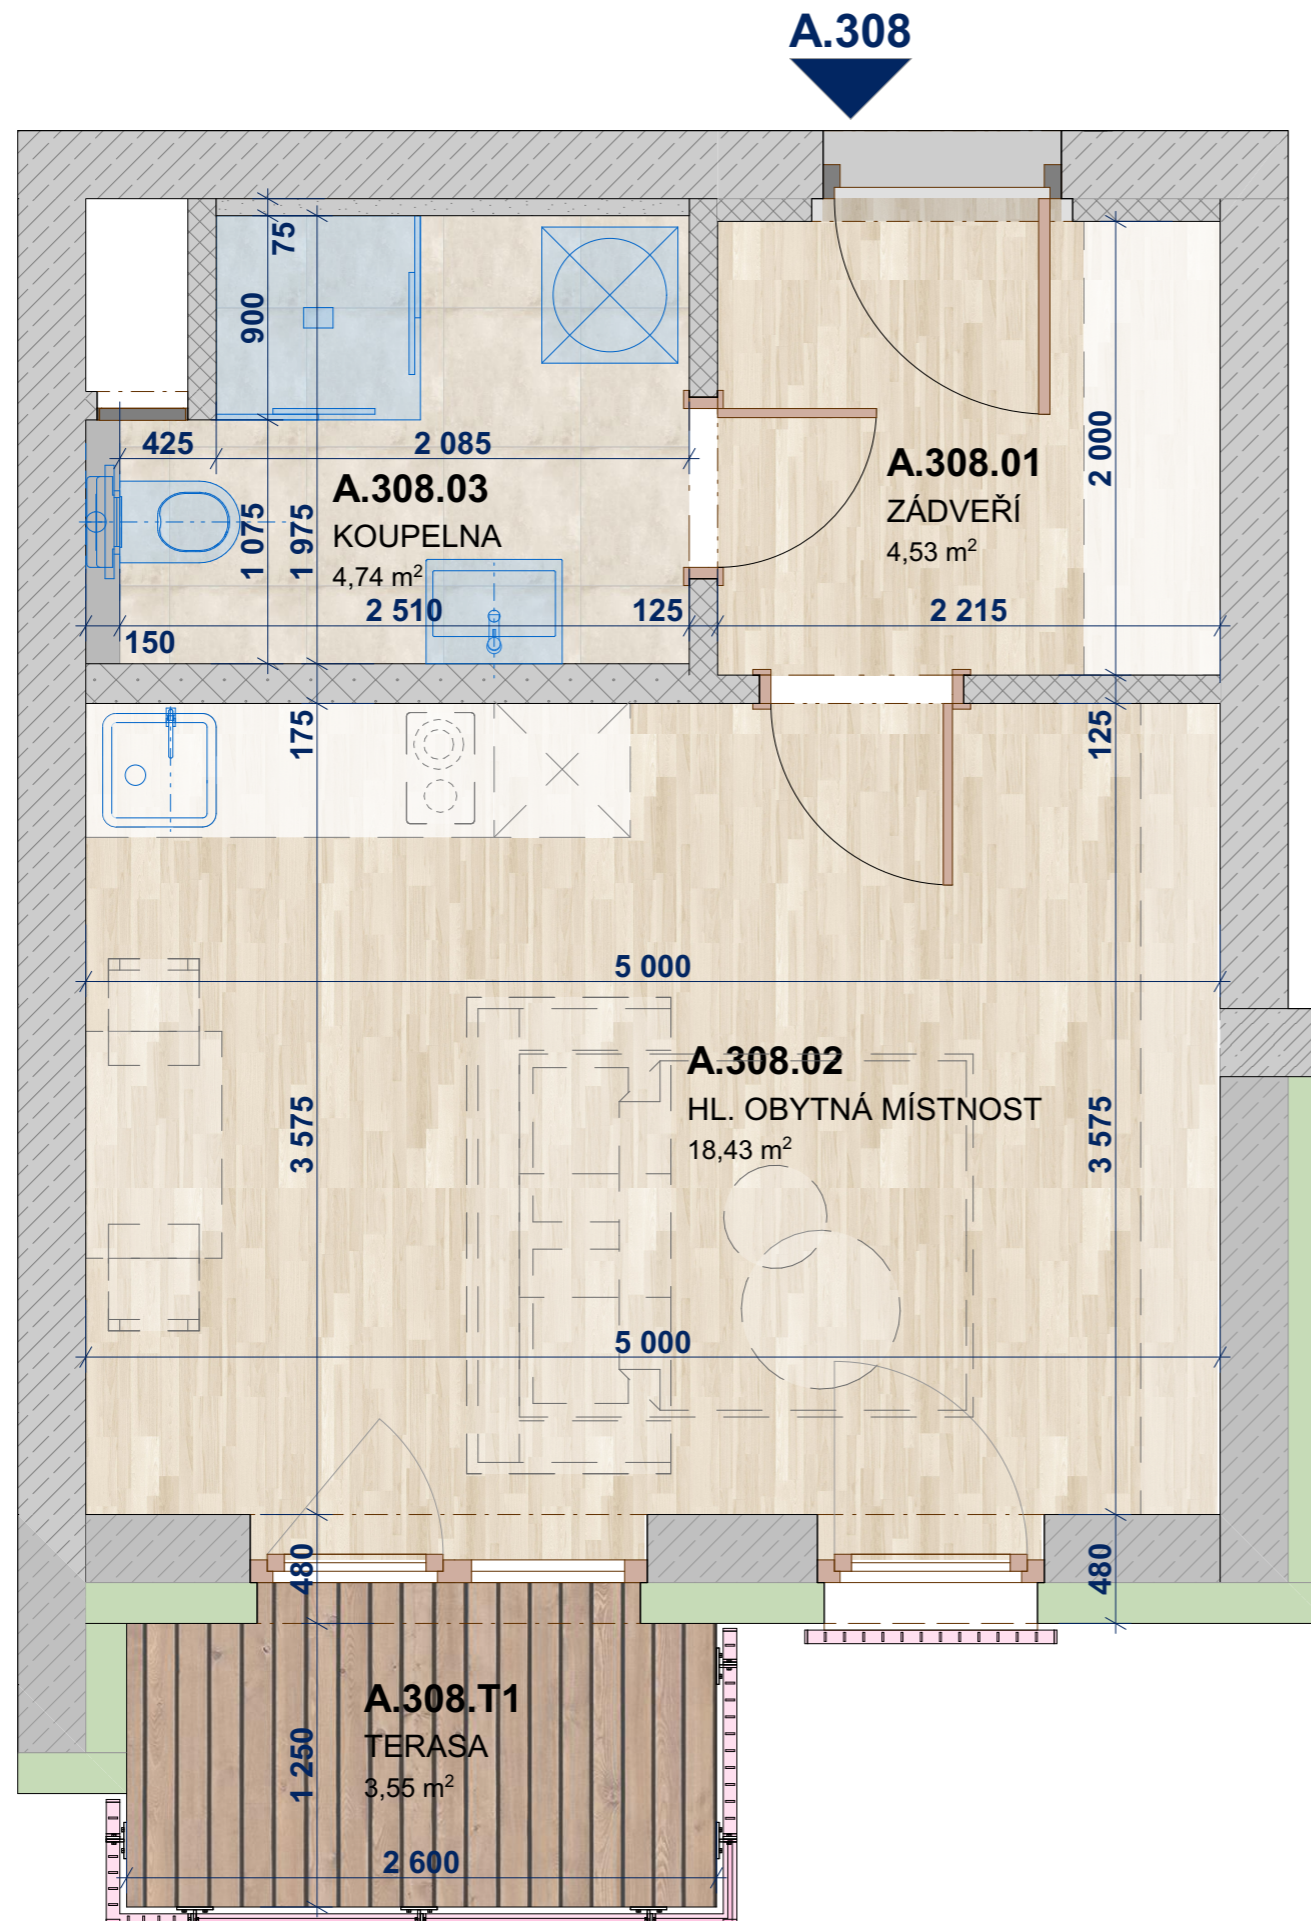 A.308
75
900
425
2 085
2 000
A.308.03
KOUPELNA
4,74 m²
A.308.01
ZÁDVEŘÍ
4,53 m²
1 075
1 975
2 510
125
2 215
150
175
125
5 000
A.308.02
HL. OBYTNÁ MÍSTNOST
18,43 m²
3 575
3 575
5 000
480
480
A.308.T1
TERASA
3,55 m²
1 250
2 600